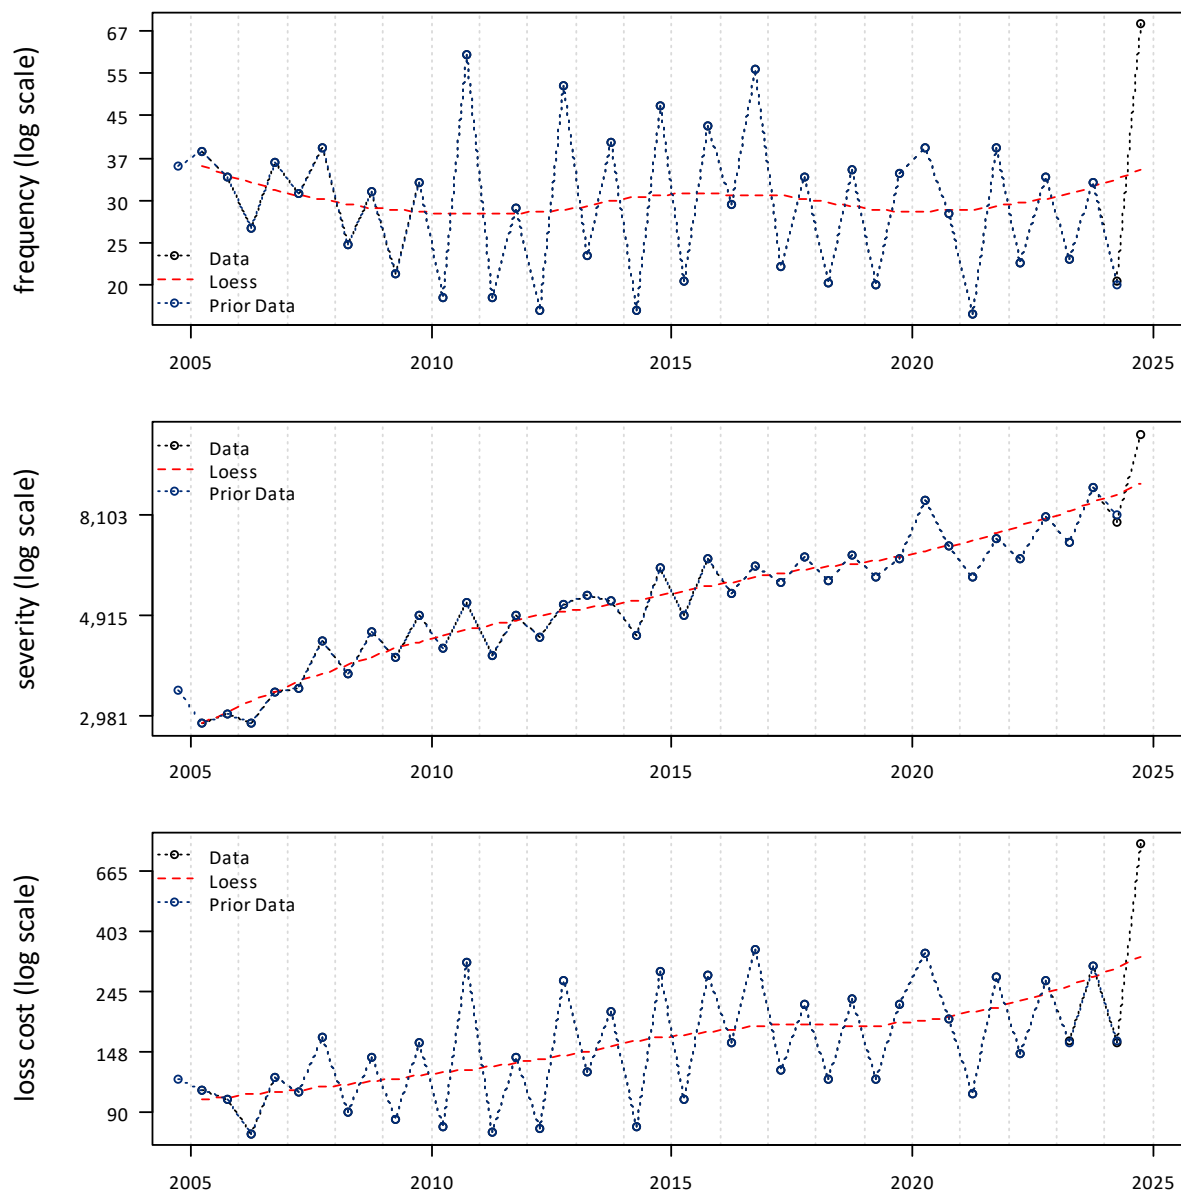 frequency (log scale)
67
55
45
37
30
25
20
Data
Loess
Prior Data
2005
2010
2015
2020
2025
severity (log scale)
8,103
4,915
2,981
Data
Loess
Prior Data
2005
2010
2015
2020
2025
loss cost (log scale)
665
403
245
148
90
Data
Loess
Prior Data
2005
2010
2015
2020
2025